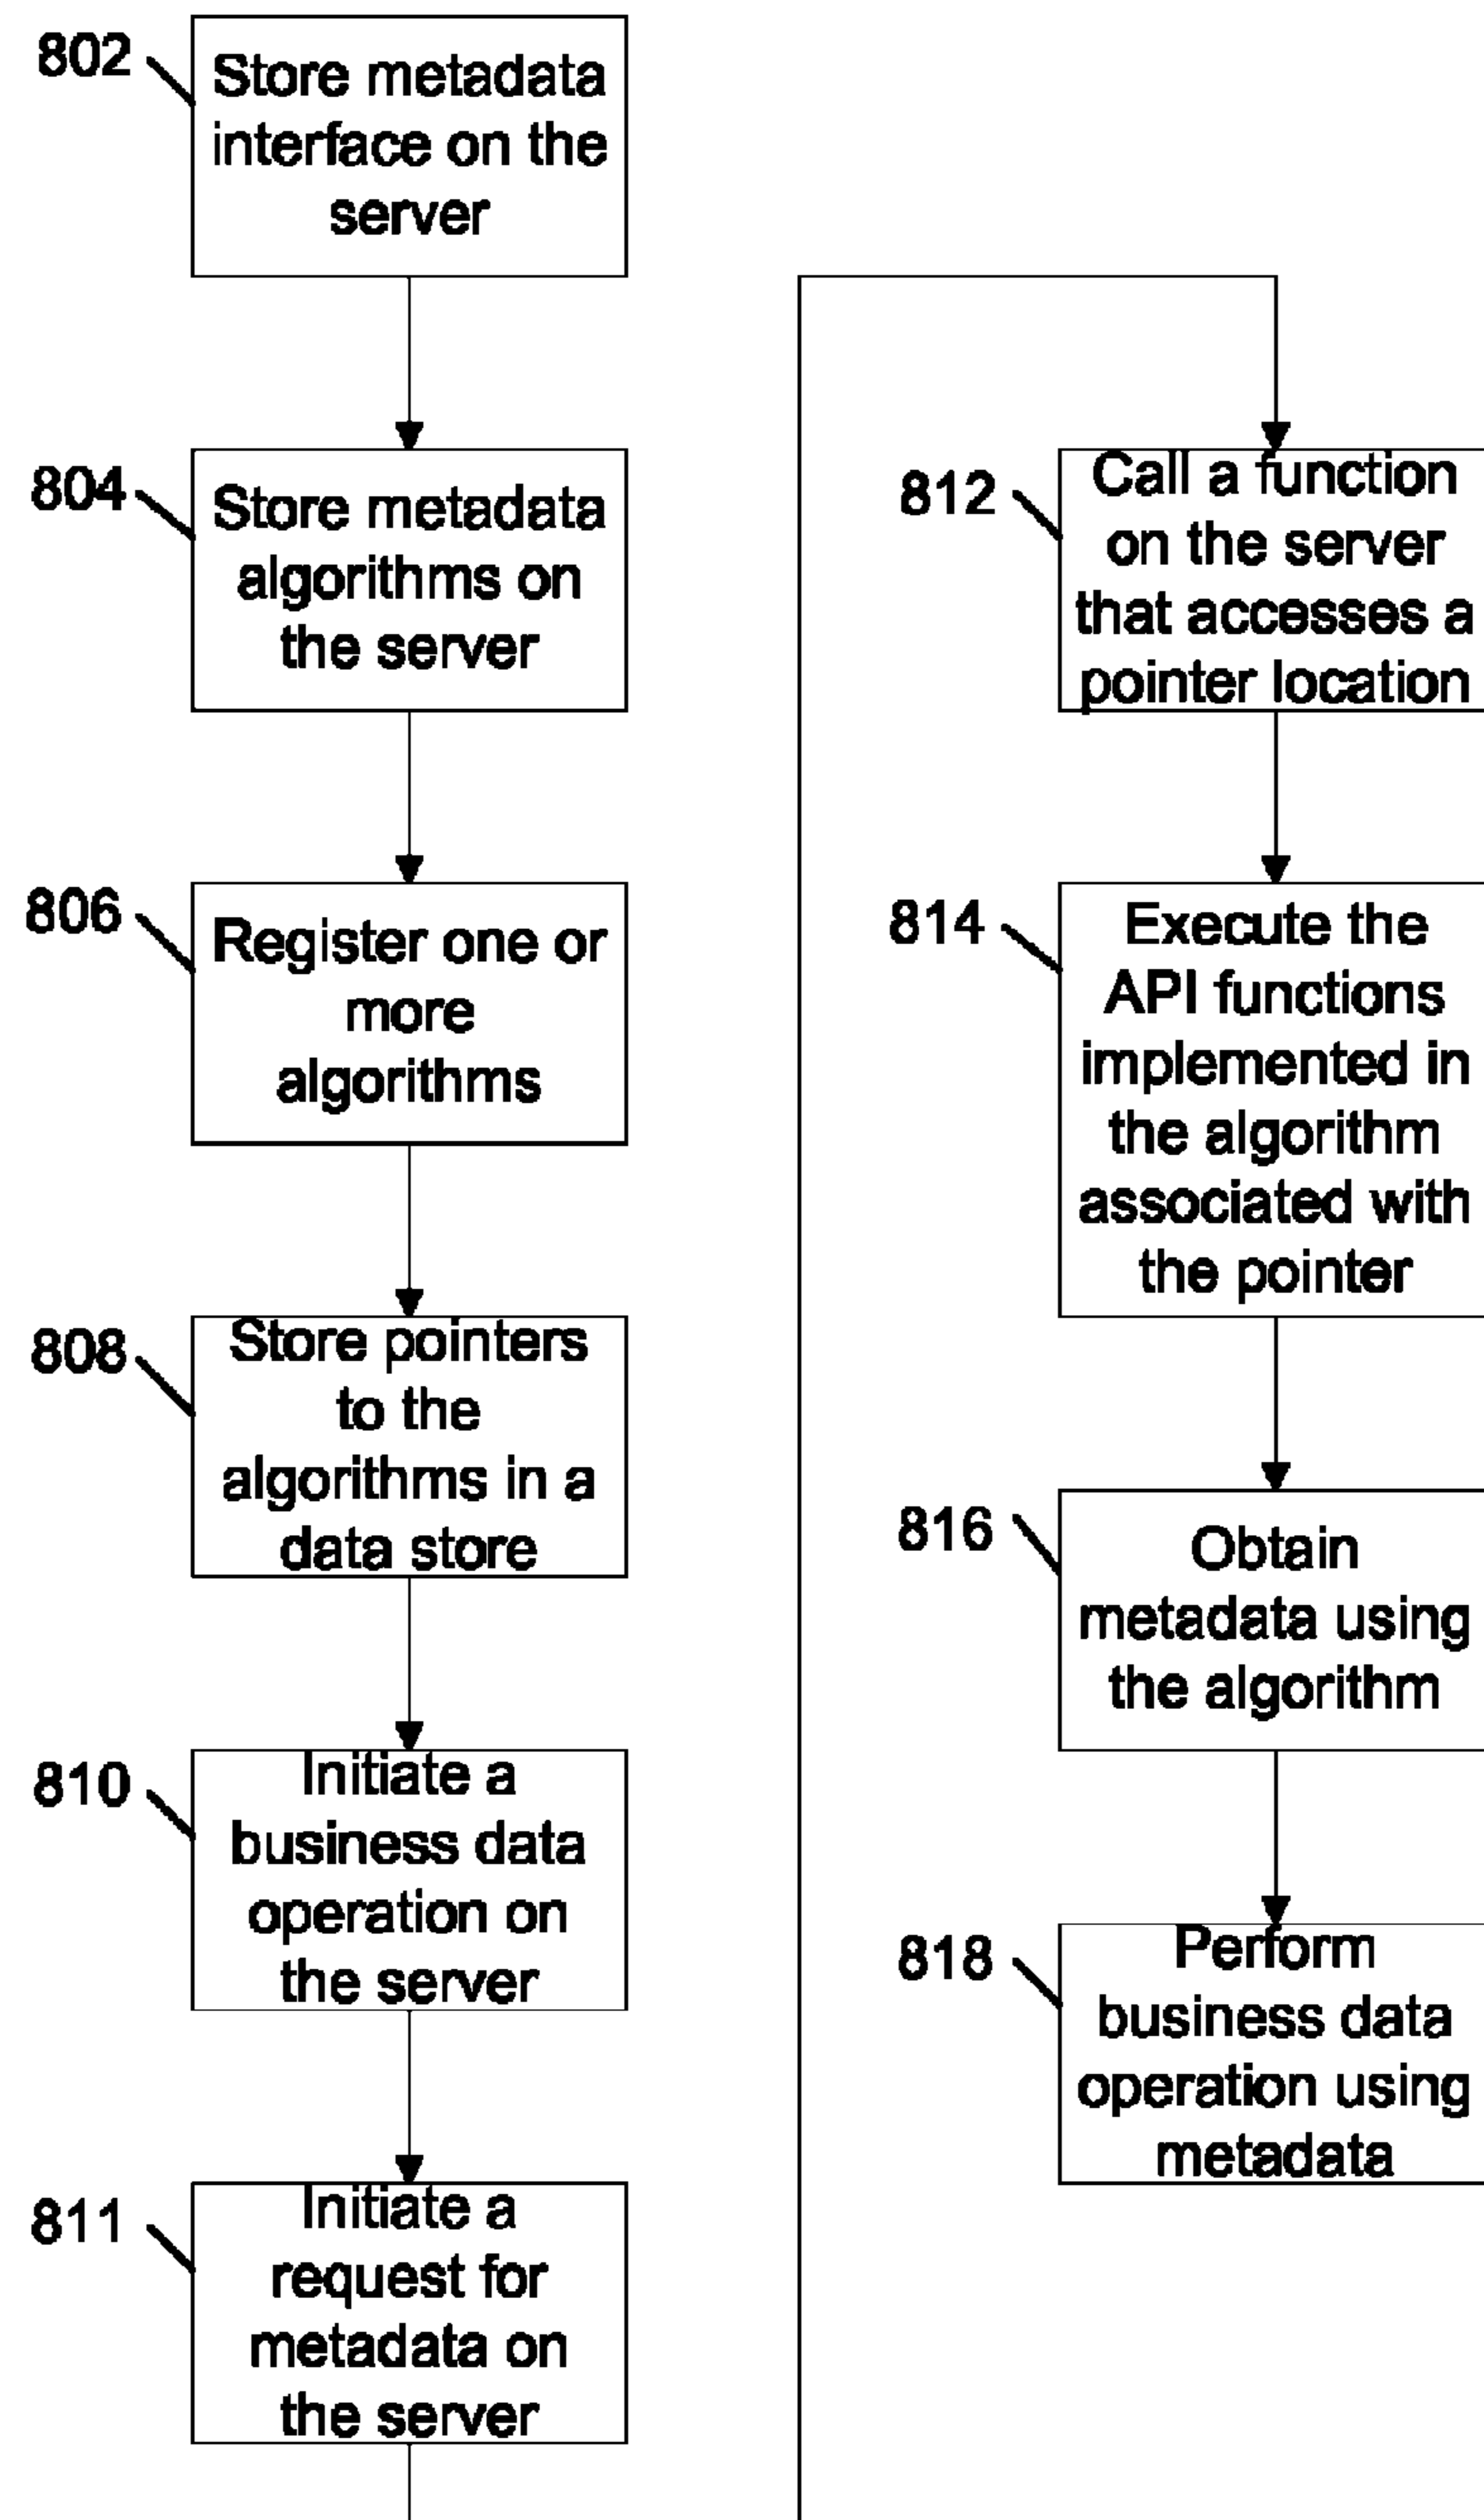 802
Store metadata
interface on the
server
804
Store metadata
algorithms on
the server
806
Register one or
more
algorithms
808
Store pointers
to the
algorithms in a
data store
810
Initiate a
business data
operation on
the server
811
Initiate a
request for
metadata on
the server
812
Call a function
on the server
that accesses a
pointer location
814
Execute the
API functions
implemented in
the algorithm
associated with
the pointer
816
Obtain
metadata using
the algorithm
818
Perform
business data
operation using
metadata